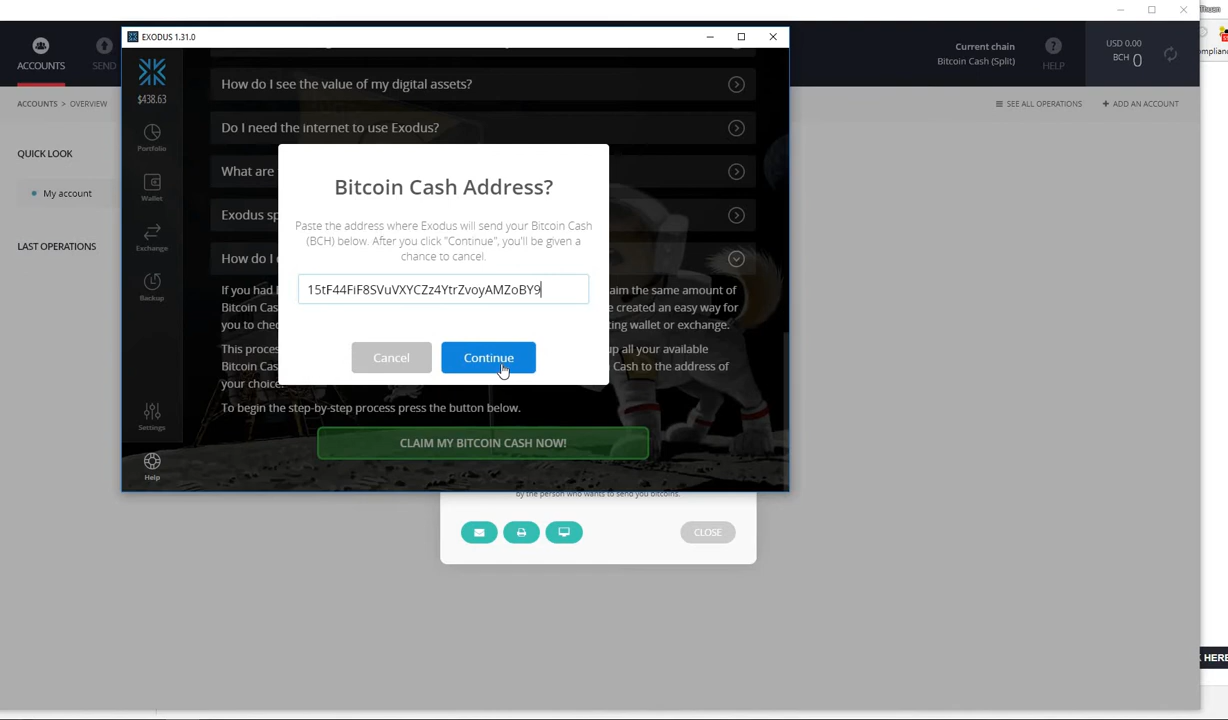 Thusm
EXODUS 1.31.0
ACCOUNTS
SEND
Current chain
Bitcoin Cash (Split)
HELP
USD 0.00
BCH 0
mplianc
ACCOUNTS > OVERVIEW
SEE ALL OPERATIONS
+ ADD AN ACCOUNT
QUICK LOOK
My account
LAST OPERATIONS
$438.63
Portfolio
Wallet
Exchange
Backup
Settings
Help
How do I see the value of my digital assets?
Do I need the internet to use Exodus?
What are
Exodus sp
How do I
Bitcoin Cash Address?
Paste the address where Exodus will send your Bitcoin Cash
(BCH) below. After you click "Continue", you'll be given a
chance to cancel.
15tF44FiF8SVuVXYCZz4YtrZvoyAMZoBY9
Cancel
Continue
If you had aim the same amount of
Bitcoin Cas e created an easy way for
you to che ting wallet or exchange.
This proce up all your available
Bitcoin Cash Cash to the address of
your choice.
To begin the step-by-step process press the button below.
CLAIM MY BITCOIN CASH NOW!
by the person who wants to send you bitcoins.
CLOSE
HERE